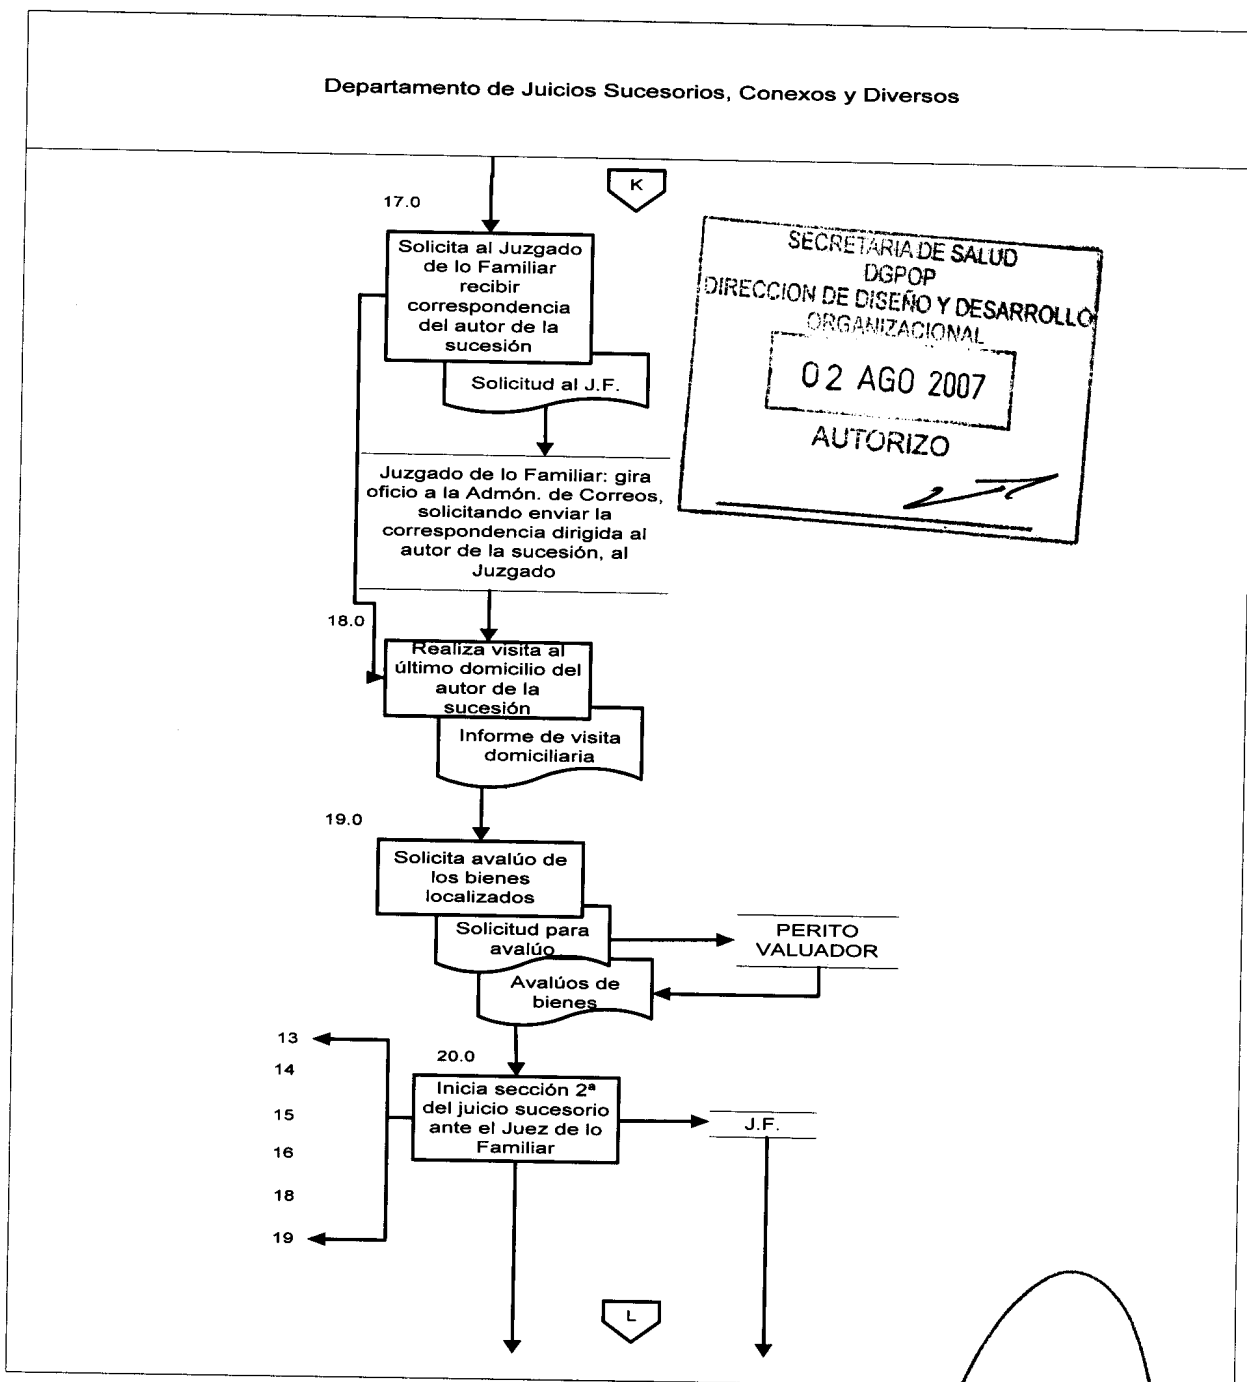 Departamento de Juicios Sucesorios, Conexos y Diversos
K
17.0
Solicita al Juzgado
de lo Familiar
recibir
correspondencia
del autor de la
sucesión
Solicitud al J.F.
SECRETARIA DE SALUD
DGPOP
DIRECCION DE DISEÑO Y DESARROLLO
ORGANIZACIONAL
02 AGO 2007
AUTORIZO
Juzgado de lo Familiar: gira
oficio a la Admón. de Correos,
solicitando enviar la
correspondencia dirigida al
autor de la sucesión, al
Juzgado
18.0
Realiza visita al
último domicilio del
autor de la
sucesión
Informe de visita
domiciliaria
19.0
Solicita avalúo de
los bienes
localizados
Solicitud para
avalúo
PERITO
VALUADOR
Avalúos de
bienes
13
14
15
16
18
19
20.0
Inicia sección 2ª
del juicio sucesorio
ante el Juez de lo
Familiar
J.F.
L